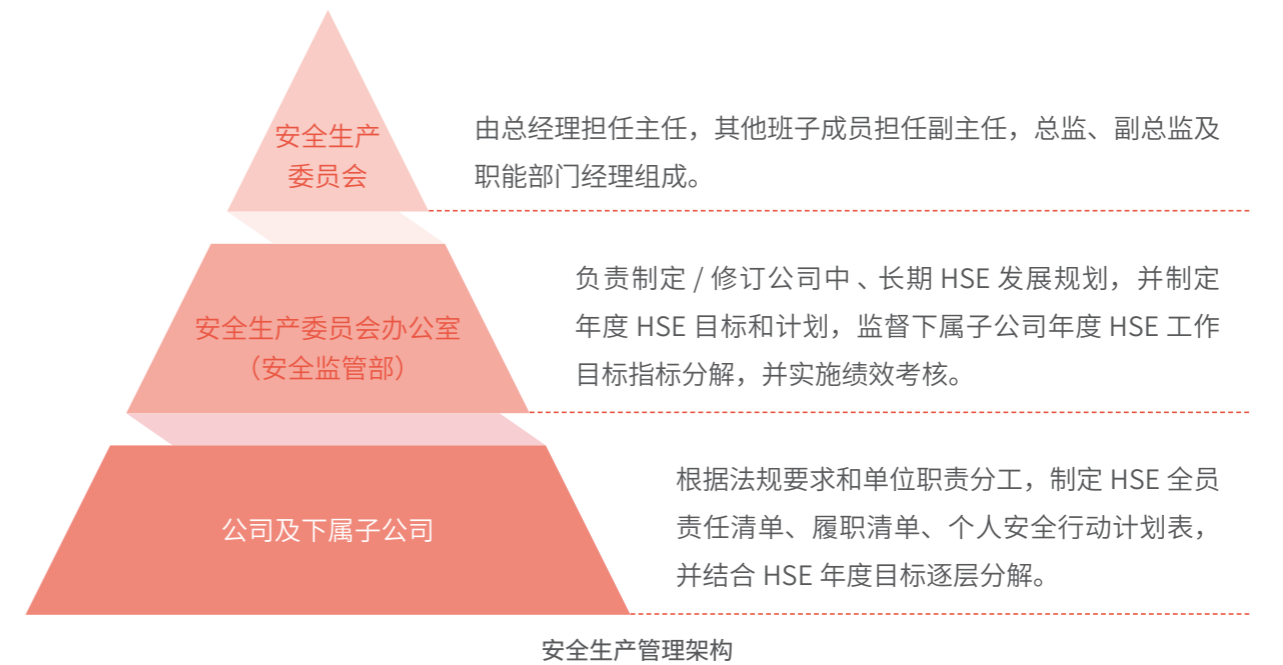 安全生产
委员会
由总经理担任主任，其他班子成员担任副主任，总监、副总监及
职能部门经理组成。
安全生产委员会办公室
（安全监管部）
负责制定 / 修订公司中 、长期 HSE 发展规划，并制定
年度 HSE 目标和计划，监督下属子公司年度 HSE 工作
目标指标分解，并实施绩效考核。
公司及下属子公司
根据法规要求和单位职责分工，制定 HSE 全员
责任清单、履职清单、个人安全行动计划表，
并结合 HSE 年度目标逐层分解。
安全生产管理架构